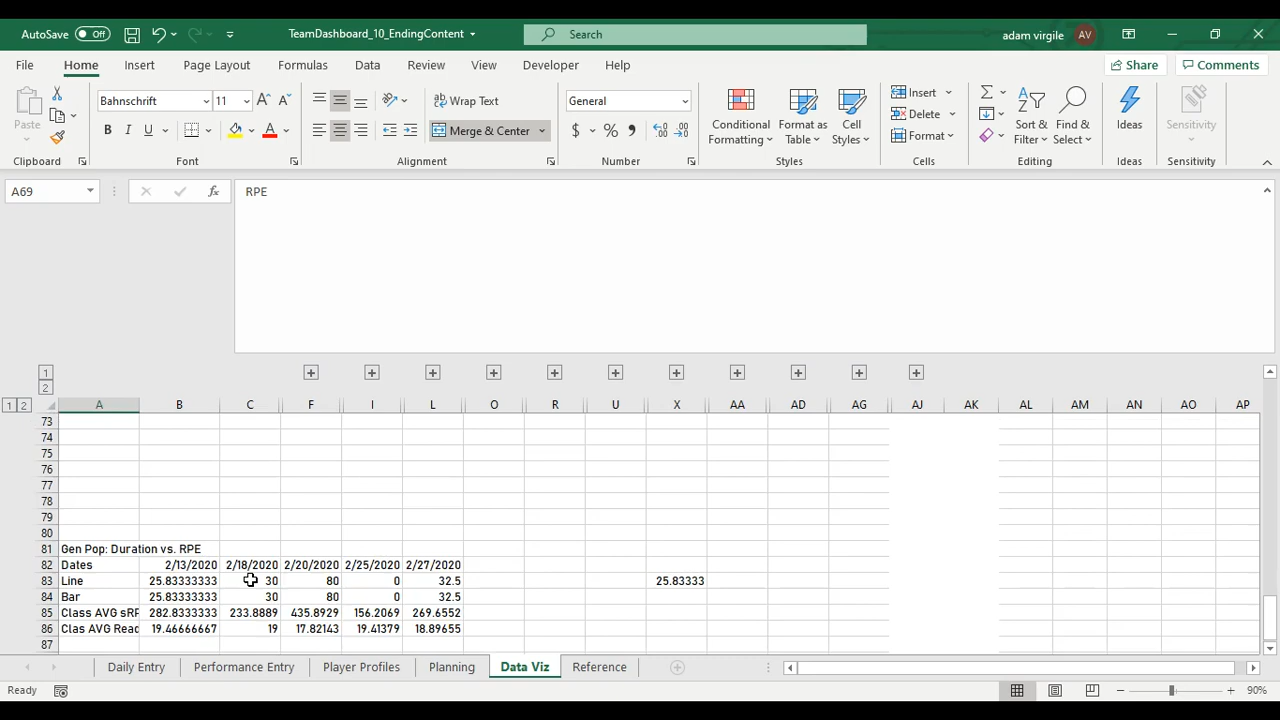 AutoSave Off TeamDashboard_10_EndingContent Search adam virgile AV
File Home Insert Page Layout Formulas Data Review View Developer Help Share Comments
Paste Bahnschrift 11 Wrap Text General Conditional Formatting Format as Table Cell Styles Insert Sort & Filter Find & Select Ideas Sensitivity
B I U A Merge & Center $ % Delete
Format
Clipboard Font Alignment Number Styles Cells Editing Ideas Sensitivity
A69 fx RPE
1
2
1 2 A B C F I L O R U X AA AD AG AJ AK AL AM AN AO AP
73
74
75
76
77
78
79
80
81 Gen Pop: Duration vs. RPE
82 Dates 2/13/2020 2/18/2020 2/20/2020 2/25/2020 2/27/2020
83 Line 25.83333333 30 80 0 32.5 25.83333
84 Bar 25.83333333 30 80 0 32.5
85 Class AVG sRP 282.8333333 233.8889 435.8929 156.2069 269.6552
86 Clas AVG Read 19.46666667 19 17.82143 19.41379 18.89655
87
Daily Entry Performance Entry Player Profiles Planning Data Viz Reference
Ready 90%